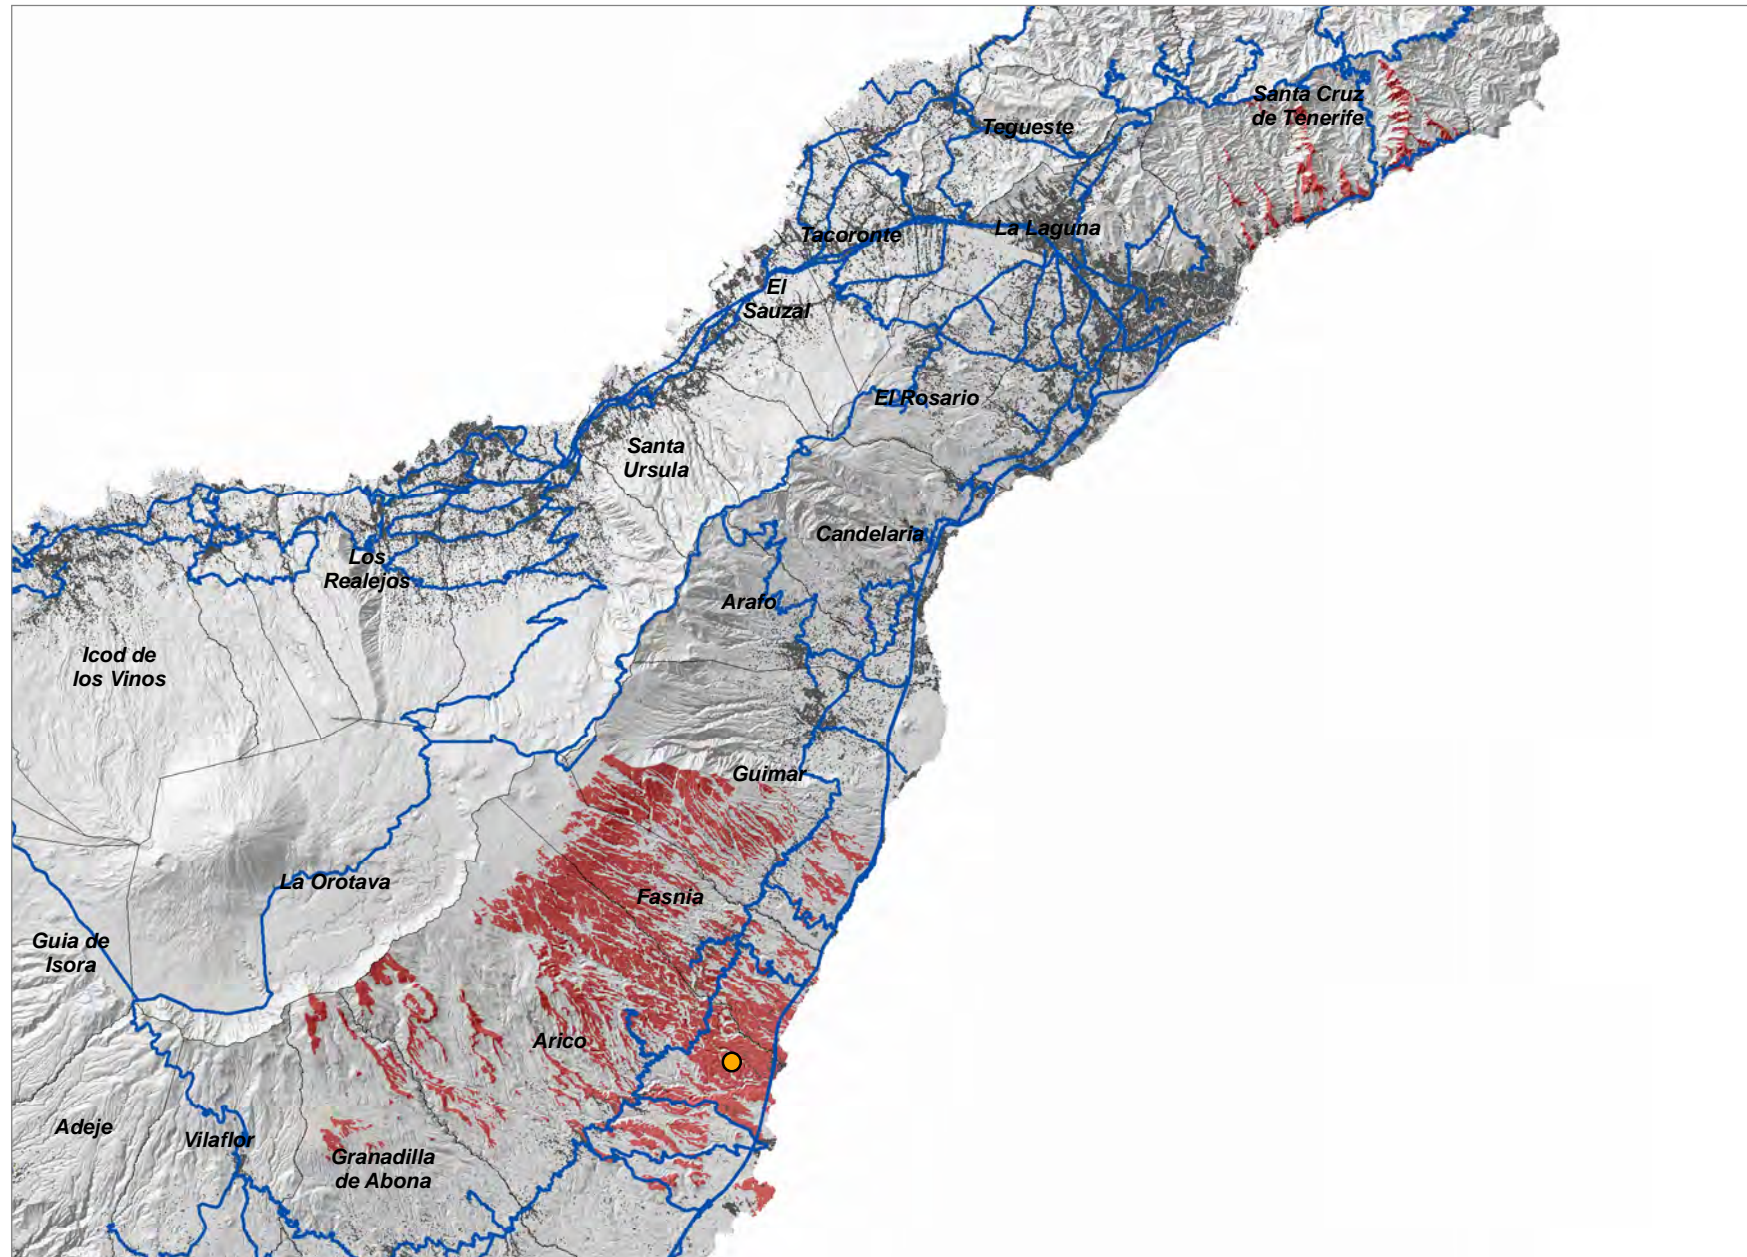 Santa Cruz
de Tenerife
Tegueste
La Laguna
Tacoronte
El
Sauzal
El Rosario
Santa
Ursula
Candelaria
Los
Realejos
Arafo
Icod de
los Vinos
Guimar
La Orotava
Fasnia
Guia de
Isora
Arico
Adeje
Vilaflor
Granadilla
de Abona